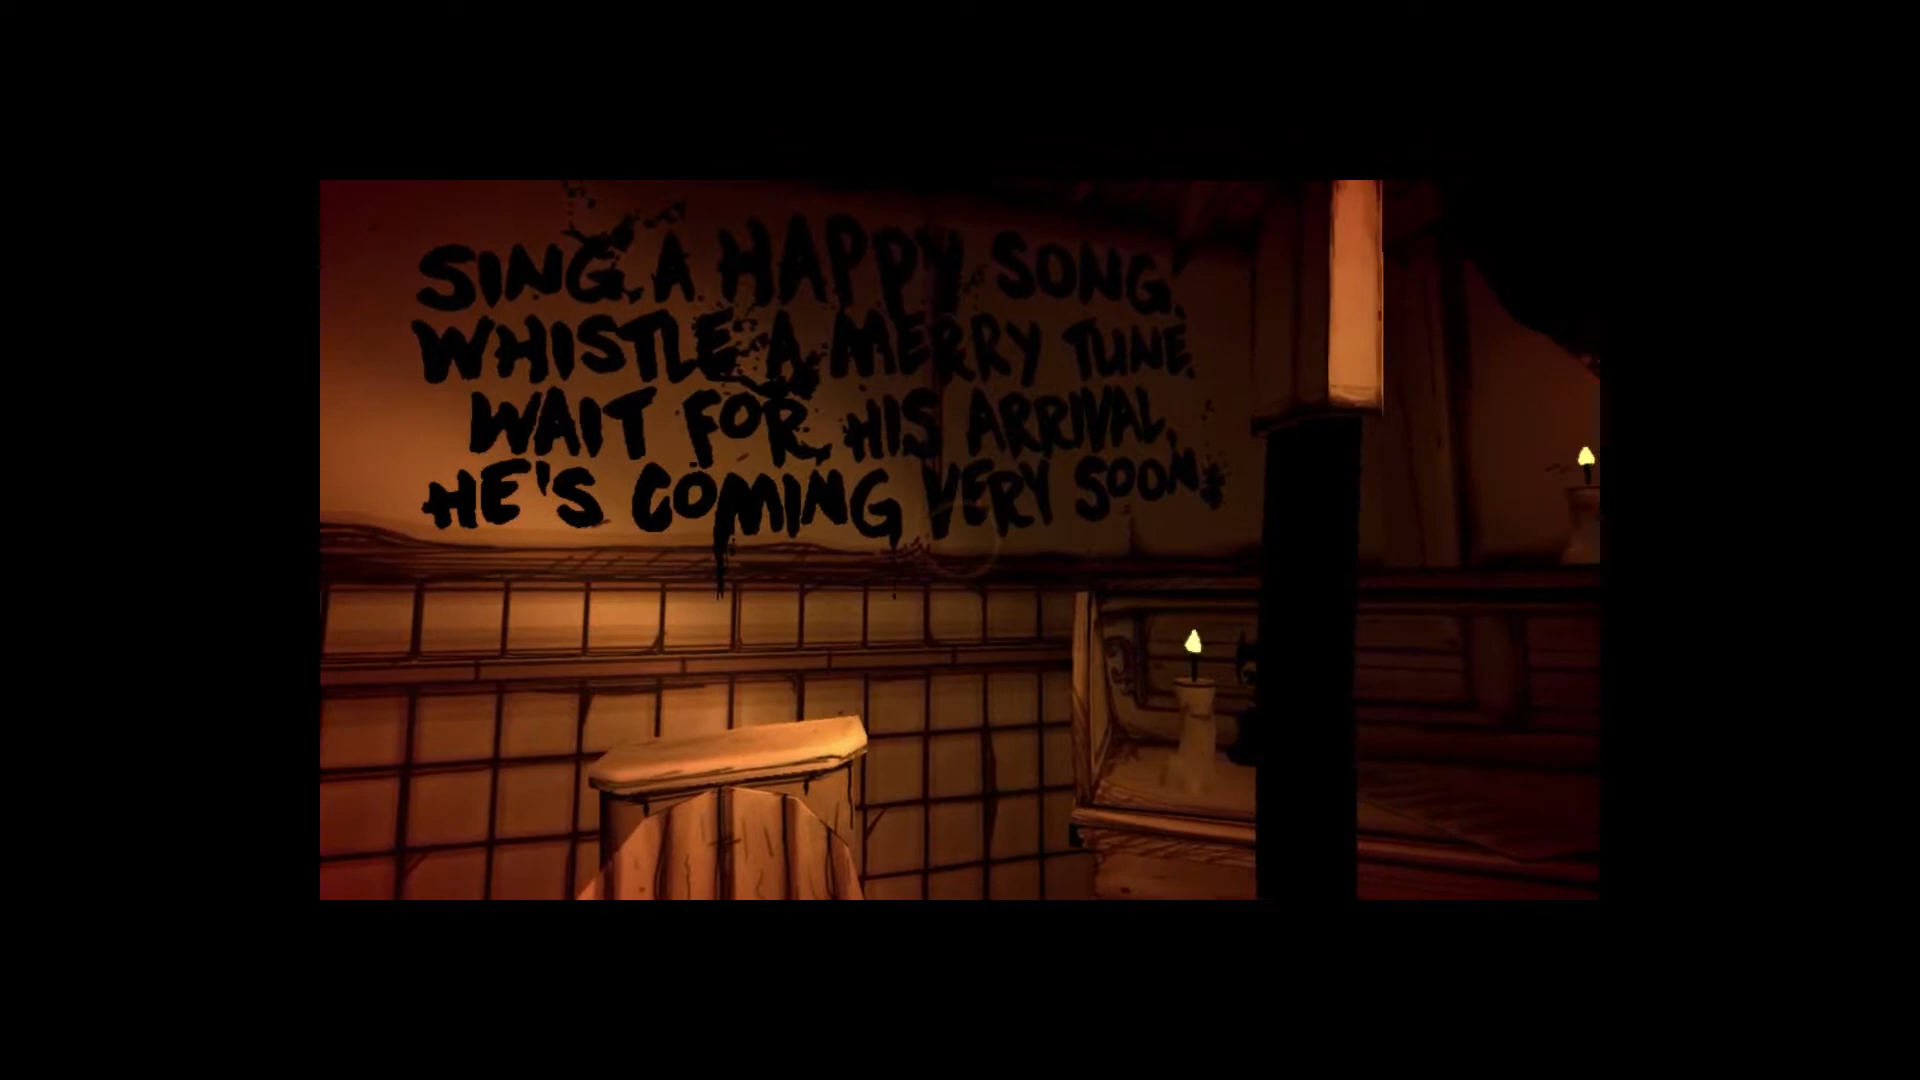 SING A HAPPY SONG,
WHISTLE A MERRY TUNE.
WAIT FOR HIS ARRIVAL,
HE'S COMING VERY SOON.